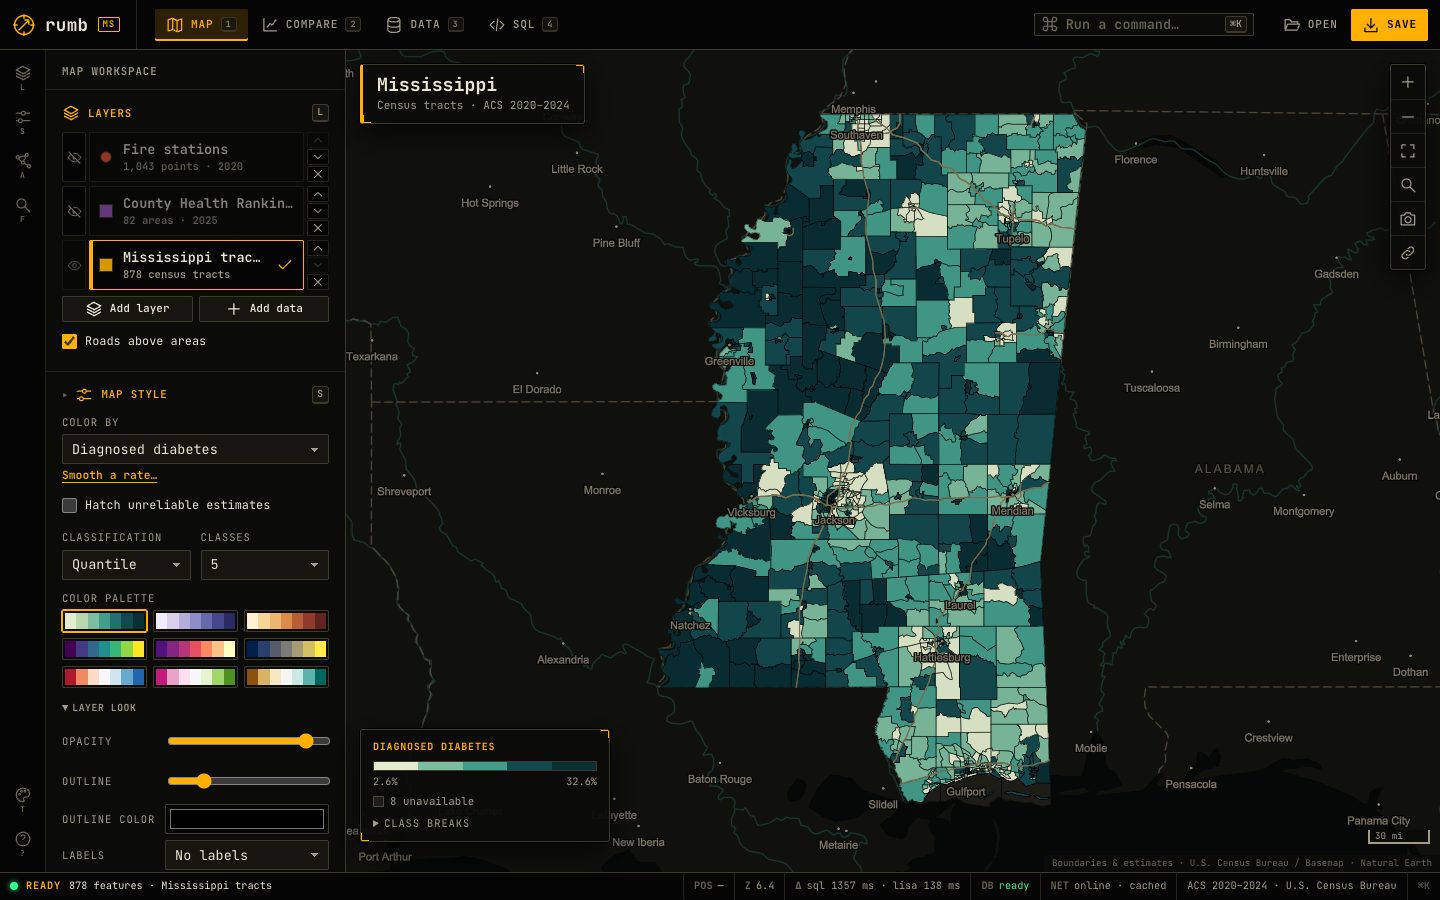 rumb MS
MAP 1
COMPARE 2
DATA 3
SQL 4
Run a command… ⌘K
OPEN
SAVE
MAP WORKSPACE
L
S
A
F
T
?
LAYERS L
Fire stations
1,043 points · 2020
County Health Rankin…
82 areas · 2025
Mississippi trac…
878 census tracts
Add layer
Add data
Roads above areas
MAP STYLE S
COLOR BY
Diagnosed diabetes
Smooth a rate…
Hatch unreliable estimates
CLASSIFICATION CLASSES
Quantile 5
COLOR PALETTE
LAYER LOOK
OPACITY
OUTLINE
OUTLINE COLOR
LABELS No labels
Mississippi
Census tracts · ACS 2020–2024
Memphis
Southaven
Little Rock
Hot Springs
Pine Bluff
Florence
Huntsville
Tupelo
Gadsden
Texarkana
Greenville
Birmingham
El Dorado
Tuscaloosa
ALABAMA
Auburn
Shreveport
Monroe
Vicksburg
Jackson
Meridian
Selma
Montgomery
Natchez
Laurel
Alexandria
Hattiesburg
Enterprise
Dothan
Mobile
Crestview
Baton Rouge
Pensacola
Slidell
Gulfport
Panama City
New Iberia
Metairie
Port Arthur
DIAGNOSED DIABETES
2.6% 32.6%
8 unavailable
CLASS BREAKS
30 mi
Boundaries & estimates · U.S. Census Bureau / Basemap · Natural Earth
READY 878 features · Mississippi tracts
POS —
Z 6.4
Δ sql 1357 ms · lisa 138 ms
DB ready
NET online · cached
ACS 2020–2024 · U.S. Census Bureau
⌘K